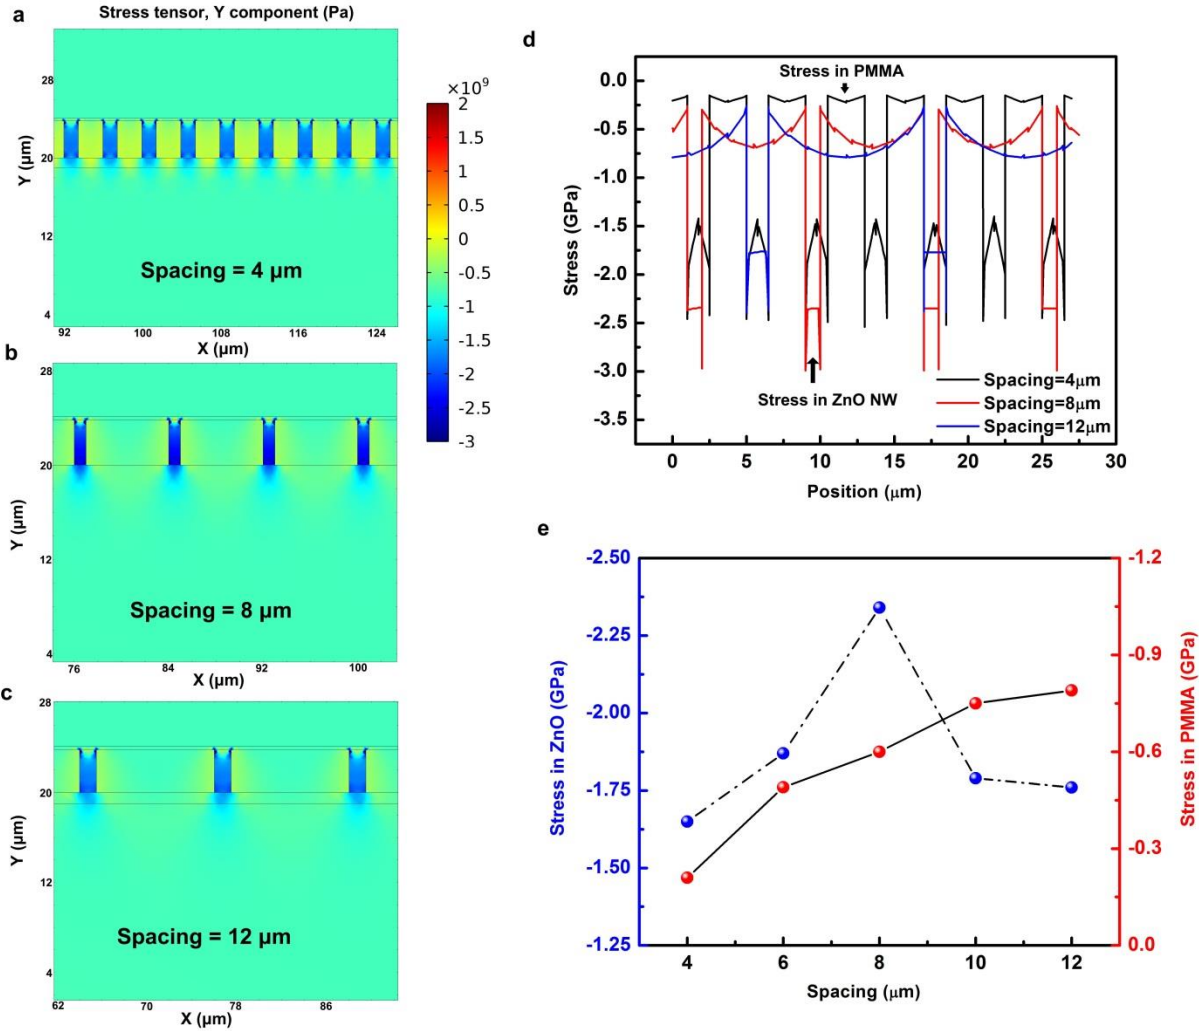 a
Stress tensor, Y component (Pa)
28
20
12
4
Y (µm)
92
100
108
116
124
X (µm)
Spacing = 4 µm
×10⁹
2
1.5
1
0.5
0
-0.5
-1
-1.5
-2
-2.5
-3
b
28
20
12
4
Y (µm)
76
84
92
100
X (µm)
Spacing = 8 µm
c
28
20
12
4
Y (µm)
62
70
78
86
X (µm)
Spacing = 12 µm
d
0.0
-0.5
-1.0
-1.5
-2.0
-2.5
-3.0
-3.5
Stress (GPa)
Stress in PMMA
Stress in ZnO NW
Spacing=4µm
Spacing=8µm
Spacing=12µm
0
5
10
15
20
25
30
Position (µm)
e
-2.50
-2.25
-2.00
-1.75
-1.50
-1.25
Stress in ZnO (GPa)
-1.2
-0.9
-0.6
-0.3
0.0
Stress in PMMA (GPa)
4
6
8
10
12
Spacing (µm)